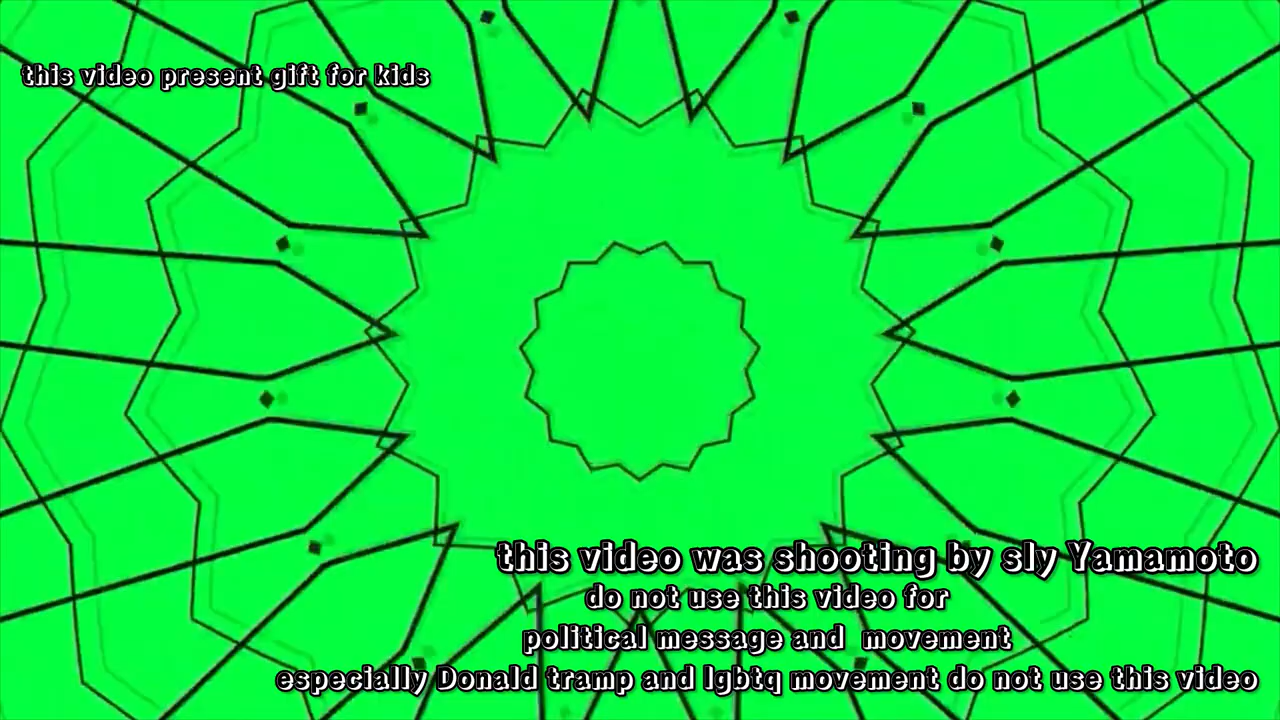 this video present gift for kids
this video was shooting by sly Yamamoto
do not use this video for
political message and movement
especially Donald tramp and lgbtq movement do not use this video